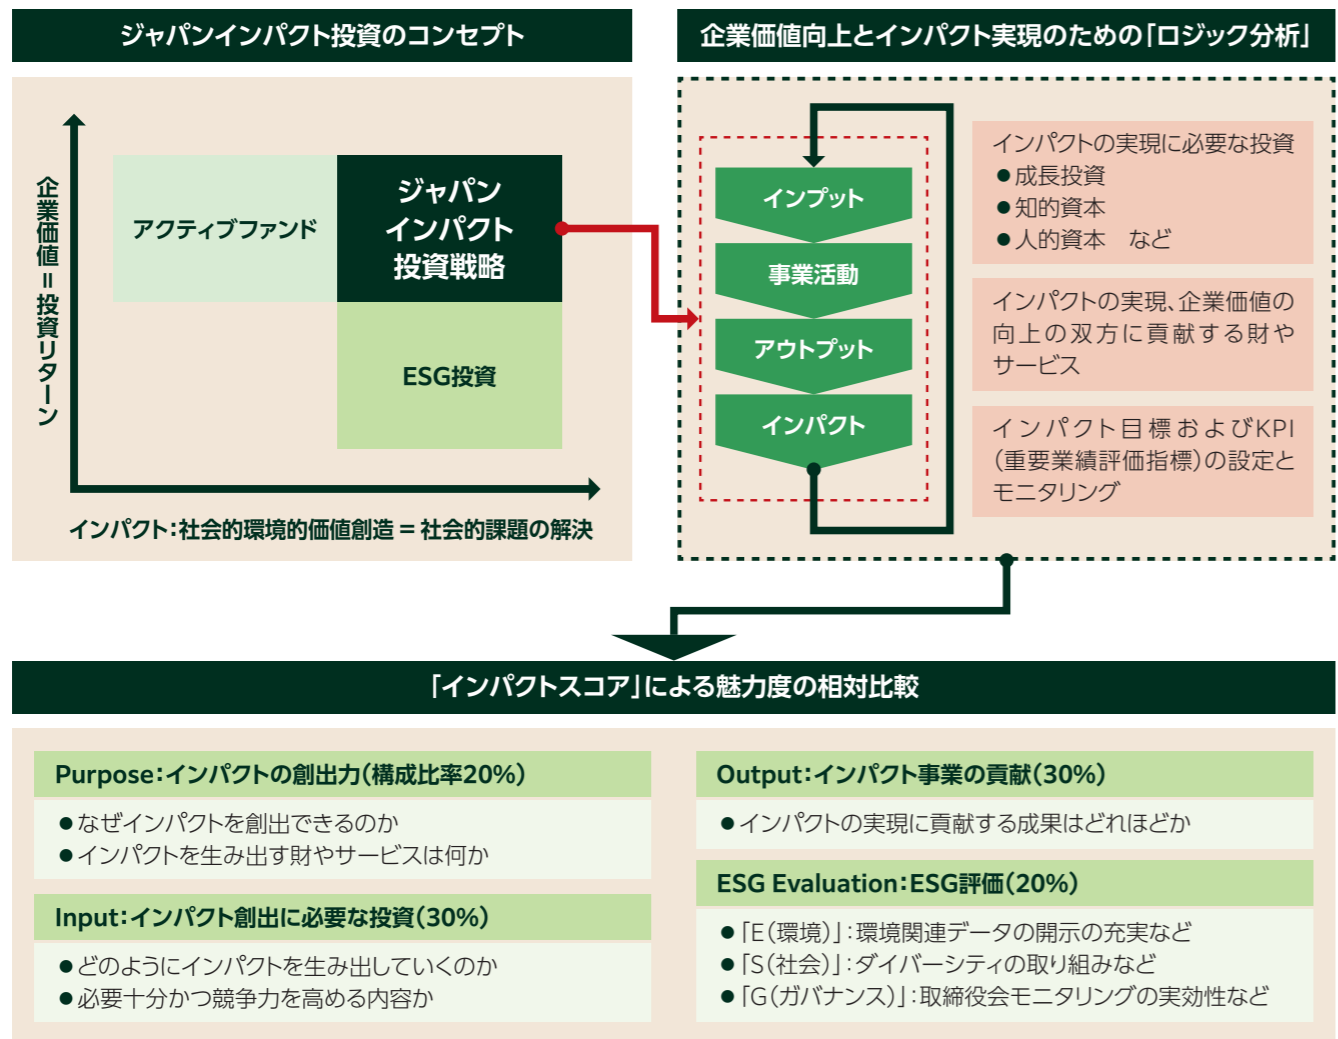 ジャパンインパクト投資のコンセプト
企業価値＝投資リターン
アクティブファンド
ジャパン
インパクト
投資戦略
ESG投資
インパクト：社会的環境的価値創造 = 社会的課題の解決
企業価値向上とインパクト実現のための「ロジック分析」
インプット
事業活動
アウトプット
インパクト
インパクトの実現に必要な投資
●成長投資
●知的資本
●人的資本　など
インパクトの実現、企業価値の
向上の双方に貢献する財や
サービス
インパクト目標およびKPI
（重要業績評価指標）の設定と
モニタリング
「インパクトスコア」による魅力度の相対比較
Purpose：インパクトの創出力（構成比率20%）
●なぜインパクトを創出できるのか
●インパクトを生み出す財やサービスは何か
Input：インパクト創出に必要な投資（30%）
●どのようにインパクトを生み出していくのか
●必要十分かつ競争力を高める内容か
Output：インパクト事業の貢献（30%）
●インパクトの実現に貢献する成果はどれほどか
ESG Evaluation：ESG評価（20%）
●「E（環境）」：環境関連データの開示の充実など
●「S（社会）」：ダイバーシティの取り組みなど
●「G（ガバナンス）」：取締役会モニタリングの実効性など